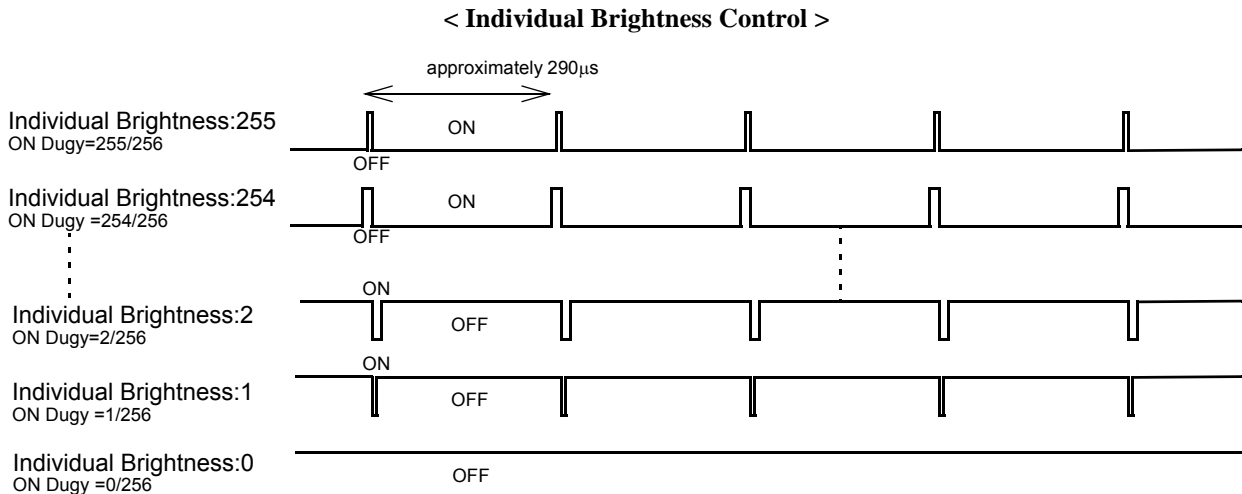 < Individual Brightness Control >
approximately 290μs
Individual Brightness:255
ON Dugy=255/256
ON
OFF
Individual Brightness:254
ON Dugy =254/256
ON
OFF
ON
Individual Brightness:2
ON Dugy=2/256
OFF
ON
Individual Brightness:1
ON Dugy =1/256
OFF
Individual Brightness:0
ON Dugy =0/256
OFF